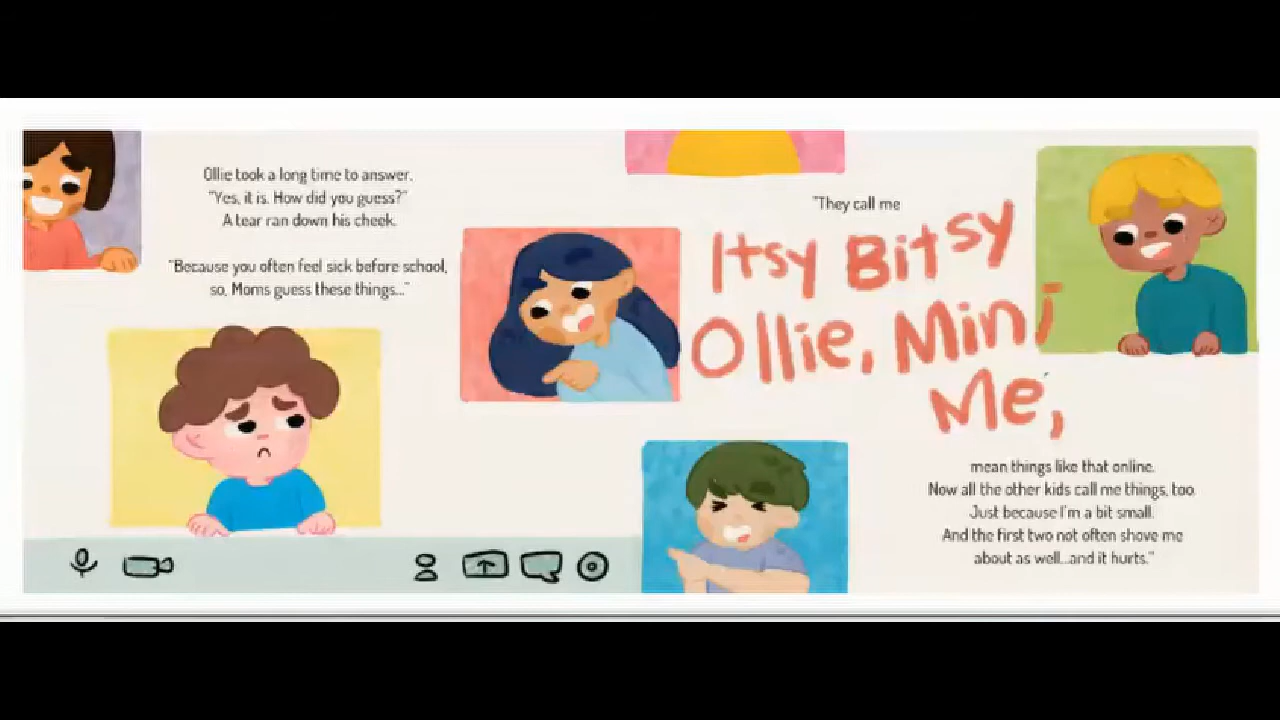 Ollie took a long time to answer.
"Yes, it is. How did you guess?"
A tear ran down his cheek.
"Because you often feel sick before school,
so, Moms guess these things..."
"They call me
Itsy Bitsy
Ollie, Mini
Me,
mean things like that online.
Now all the other kids call me things, too.
Just because I'm a bit small.
And the first two not often shove me
about as well...and it hurts."